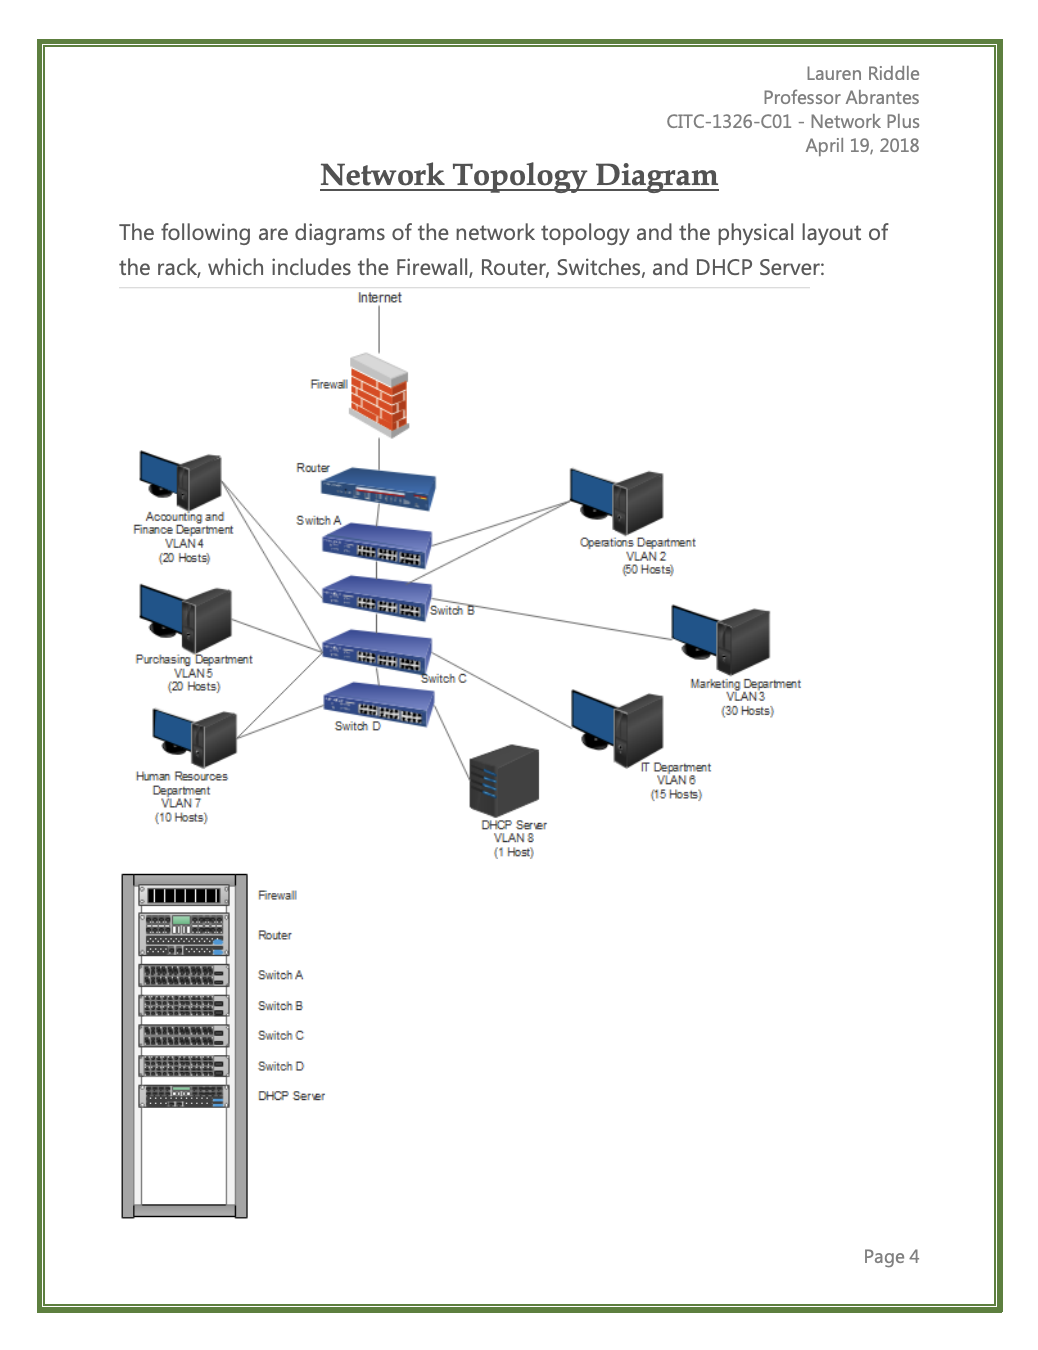 Lauren Riddle
Professor Abrantes
CITC-1326-C01 - Network Plus
April 19, 2018
Network Topology Diagram
The following are diagrams of the network topology and the physical layout of
the rack, which includes the Firewall, Router, Switches, and DHCP Server:
Internet
Firewall
Router
Switch A
Accounting and
Finance Department
VLAN 4
(20 Hosts)
Operations Department
VLAN 2
(50 Hosts)
Switch B
Purchasing Department
VLAN 5
(20 Hosts)
Switch C
Marketing Department
VLAN 3
(30 Hosts)
Switch D
Human Resources
Department
VLAN 7
(10 Hosts)
IT Department
VLAN 6
(15 Hosts)
DHCP Server
VLAN 8
(1 Host)
Firewall
Router
Switch A
Switch B
Switch C
Switch D
DHCP Server
Page 4